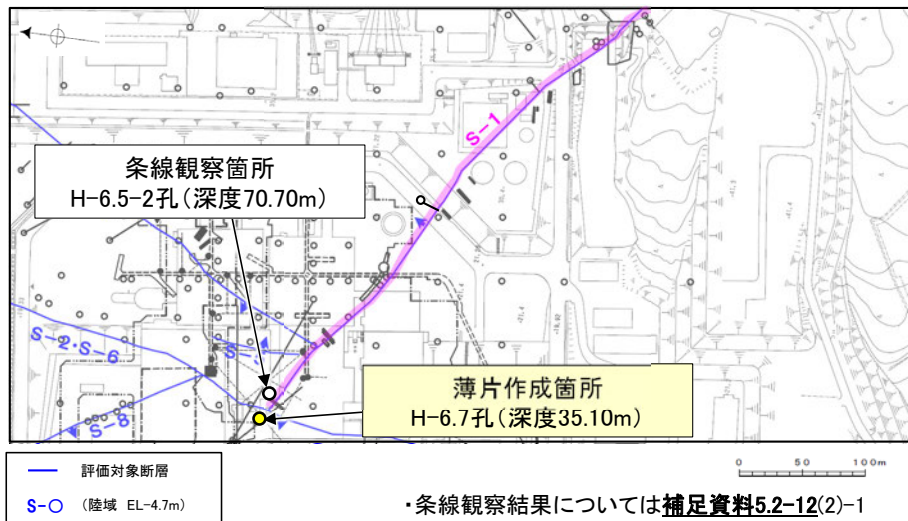 S-1
条線観察箇所
H-6.5-2孔(深度70.70m)
S-2・S-6
S-8
薄片作成箇所
H-6.7孔(深度35.10m)
0 50 100m
評価対象断層
S-○ (陸域 EL-4.7m)
・条線観察結果については補足資料5.2-12(2)-1